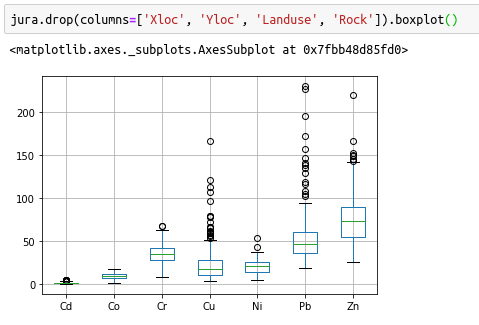 jura.drop(columns=['Xloc', 'Yloc', 'Landuse', 'Rock']).boxplot()
<matplotlib.axes._subplots.AxesSubplot at 0x7fbb48d85fd0>
200
150
100
50
0
Cd Co Cr Cu Ni Pb Zn